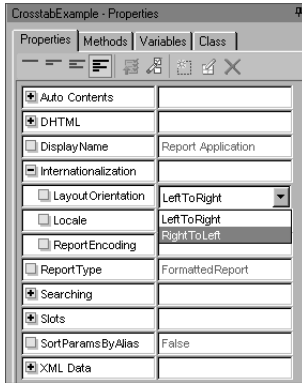 CrosstabExample - Properties
Properties Methods Variables Class
Auto Contents
DHTML
DisplayName Report Application
Internationalization
LayoutOrientation LeftToRight
Locale LeftToRight
RightToLeft
ReportEncoding
ReportType FormattedReport
Searching
Slots
SortParamsByAlias False
XML Data